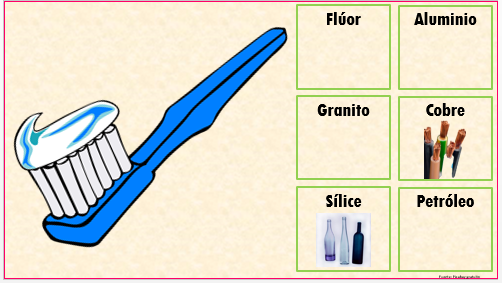 Flúor
Aluminio
Granito
Cobre
Sílice
Petróleo